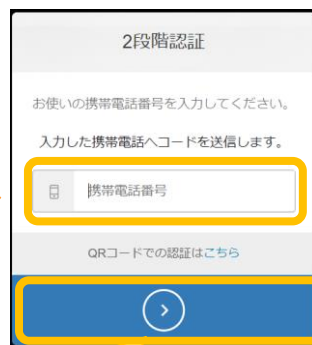 2段階認証
お使いの携帯電話番号を入力してください。
入力した携帯電話へコードを送信します。
携帯電話番号
QRコードでの認証はこちら